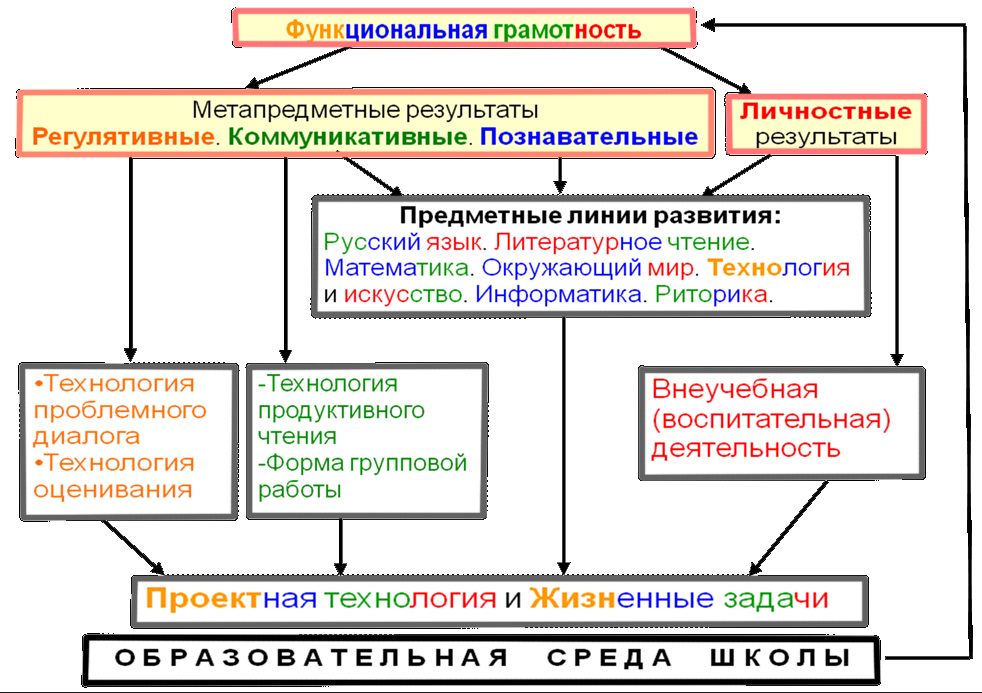 Функциональная грамотность
Метапредметные результаты
Регулятивные. Коммуникативные. Познавательные
Личностные
результаты
Предметные линии развития:
Русский язык. Литературное чтение.
Математика. Окружающий мир. Технология
и искусство. Информатика. Риторика.
•Технология
проблемного
диалога
•Технология
оценивания
-Технология
продуктивного
чтения
-Форма групповой
работы
Внеучебная
(воспитательная)
деятельность
Проектная технология и Жизненные задачи
ОБРАЗОВАТЕЛЬНАЯ СРЕДА ШКОЛЫ